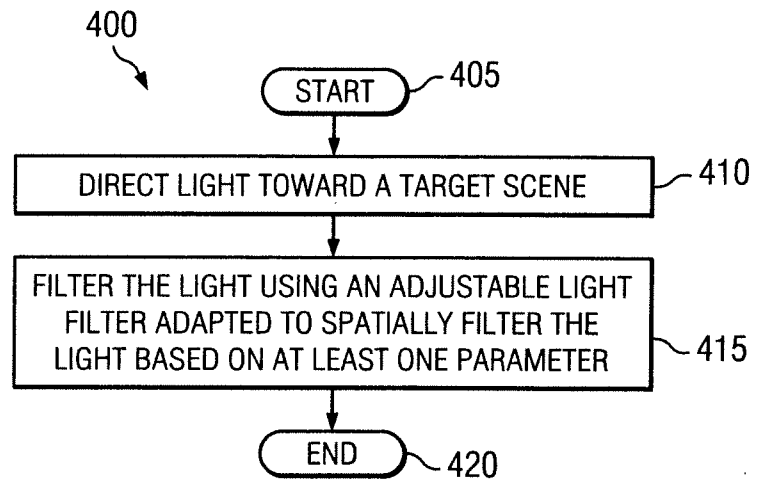 400
START
405
DIRECT LIGHT TOWARD A TARGET SCENE
410
FILTER THE LIGHT USING AN ADJUSTABLE LIGHT
FILTER ADAPTED TO SPATIALLY FILTER THE
LIGHT BASED ON AT LEAST ONE PARAMETER
415
END
420